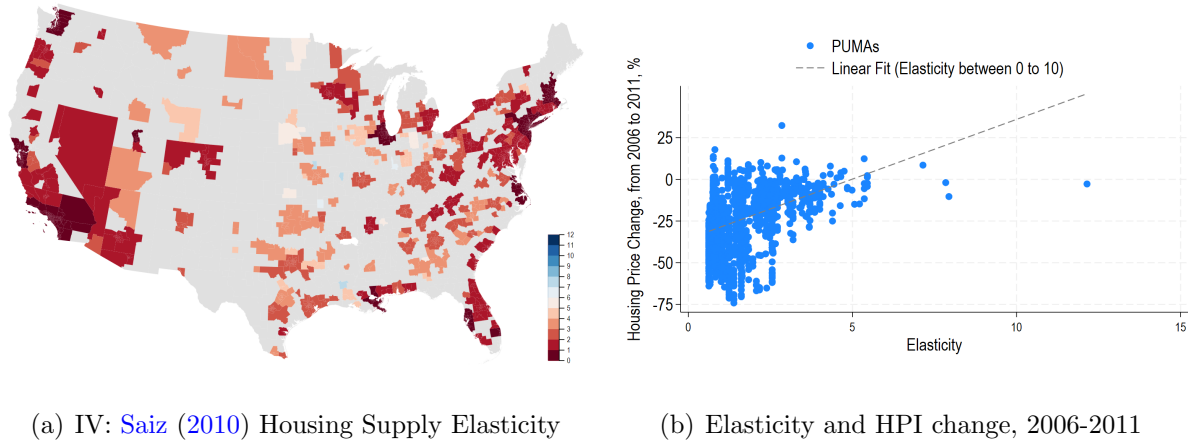 12
11
10
9
8
7
6
5
4
3
2
1
0
PUMAs
Linear Fit (Elasticity between 0 to 10)
Housing Price Change, from 2006 to 2011, %
25
0
-25
-50
-75
0 5 10 15
Elasticity
(a) IV: Saiz (2010) Housing Supply Elasticity
(b) Elasticity and HPI change, 2006-2011